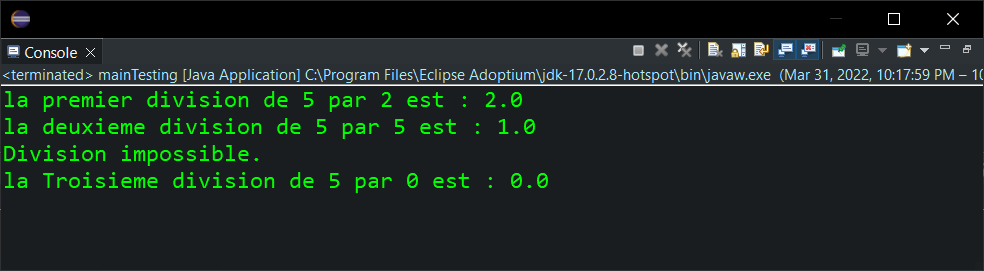 Console
<terminated> mainTesting [Java Application] C:\Program Files\Eclipse Adoptium\jdk-17.0.2.8-hotspot\bin\javaw.exe (Mar 31, 2022, 10:17:59 PM – 10
la premier division de 5 par 2 est : 2.0
la deuxieme division de 5 par 5 est : 1.0
Division impossible.
la Troisieme division de 5 par 0 est : 0.0